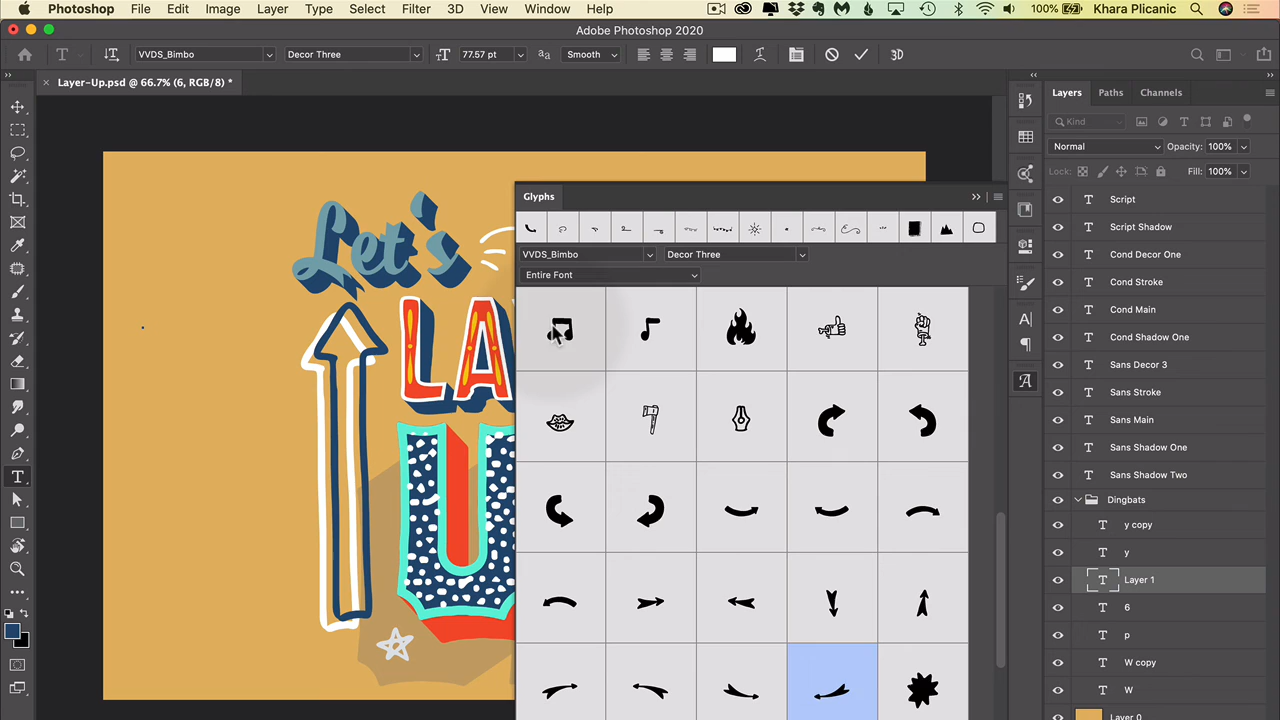 Photoshop File Edit Image Layer Type Select Filter 3D View Window Help 100% Khara Plicanic
Adobe Photoshop 2020
VVDS_Bimbo Decor Three 77.57 pt Smooth 3D
Layer-Up.psd @ 66.7% (6, RGB/8) *
Layers Paths Channels
Kind
Normal Opacity: 100%
Lock: Fill: 100%
Script
Script Shadow
Cond Decor One
Cond Stroke
Cond Main
Cond Shadow One
Sans Decor 3
Sans Stroke
Sans Main
Sans Shadow One
Sans Shadow Two
Dingbats
y copy
y
Layer 1
6
p
W copy
W
Layer 0
Glyphs
VVDS_Bimbo Decor Three
Entire Font
Let's
LA
U